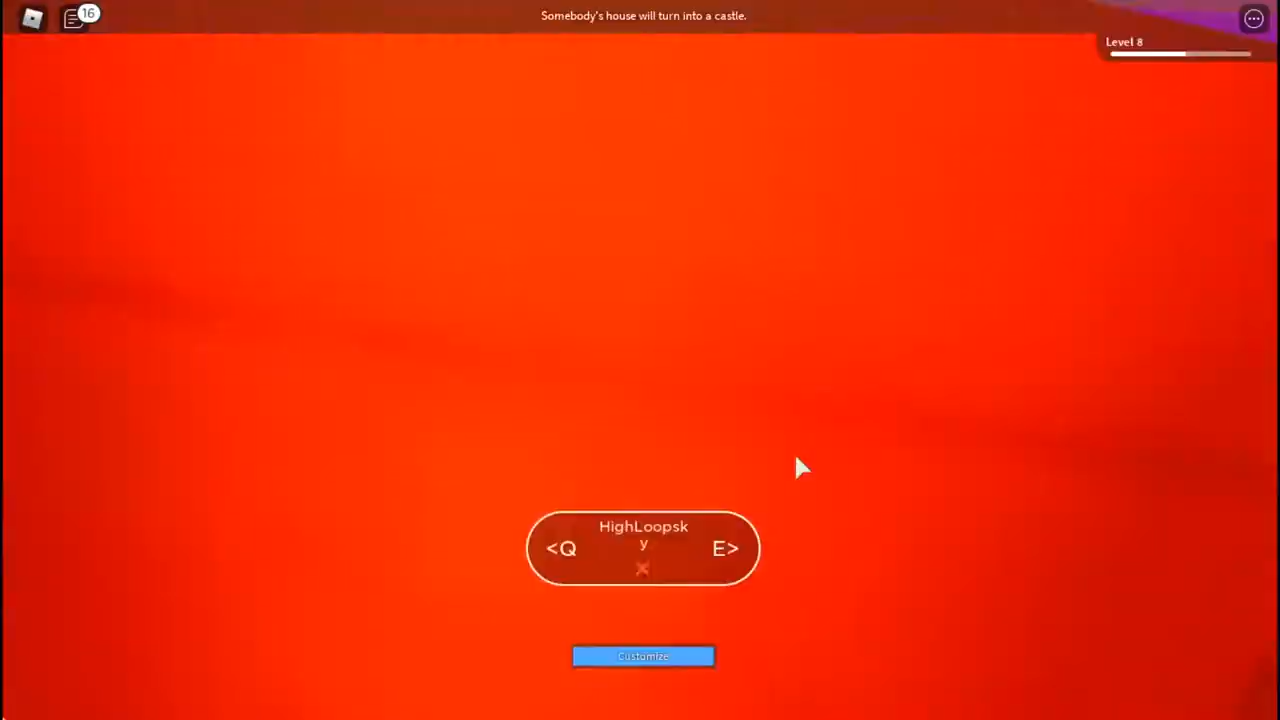 16
Somebody's house will turn into a castle.
Level 8
HighLoopsk
y
<Q
E>
X
Customize